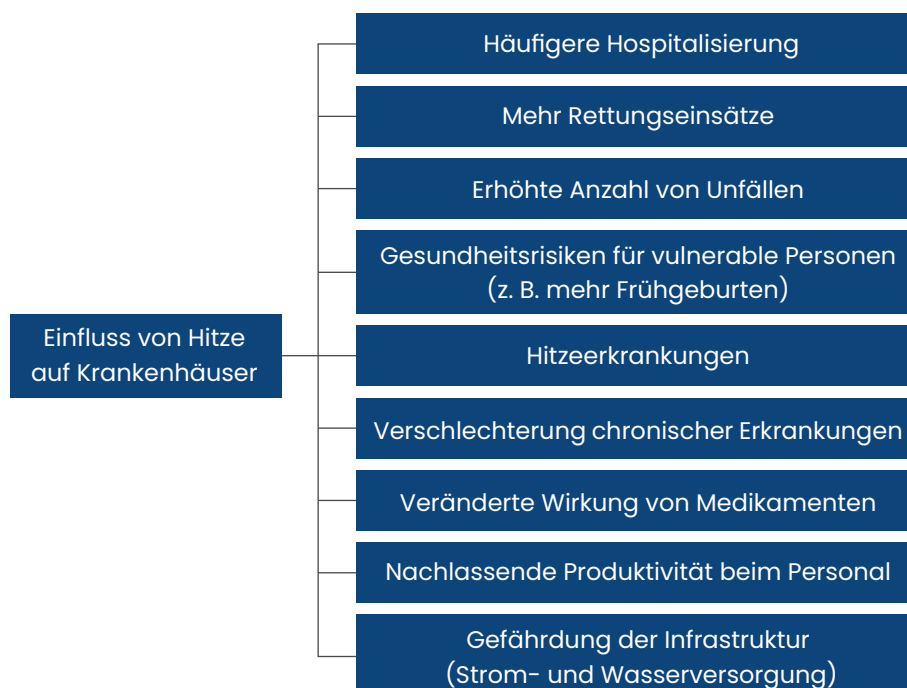 Einfluss von Hitze
auf Krankenhäuser
Häufigere Hospitalisierung
Mehr Rettungseinsätze
Erhöhte Anzahl von Unfällen
Gesundheitsrisiken für vulnerable Personen
(z. B. mehr Frühgeburten)
Hitzeerkrankungen
Verschlechterung chronischer Erkrankungen
Veränderte Wirkung von Medikamenten
Nachlassende Produktivität beim Personal
Gefährdung der Infrastruktur
(Strom- und Wasserversorgung)